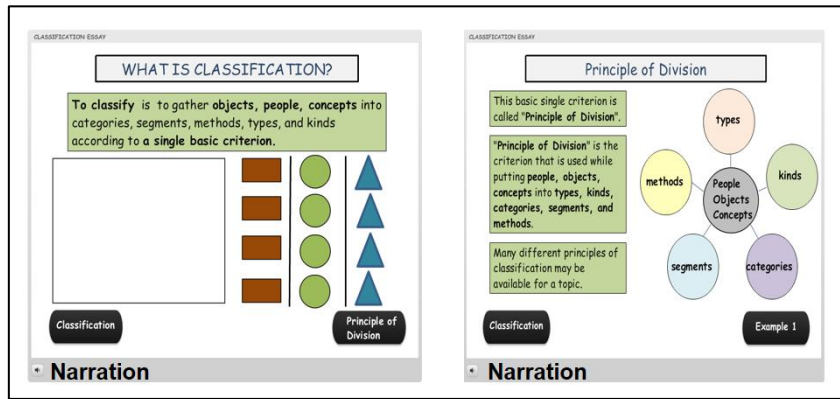 CLASSIFICATION ESSAY
WHAT IS CLASSIFICATION?
To classify is to gather objects, people, concepts into
categories, segments, methods, types, and kinds
according to a single basic criterion.
Classification
Principle of
Division
Narration
CLASSIFICATION ESSAY
Principle of Division
This basic single criterion is
called "Principle of Division".
"Principle of Division" is the
criterion that is used while
putting people, objects,
concepts into types, kinds,
categories, segments, and
methods.
Many different principles of
classification may be
available for a topic.
types
methods
kinds
People
Objects
Concepts
segments
categories
Classification
Example 1
Narration